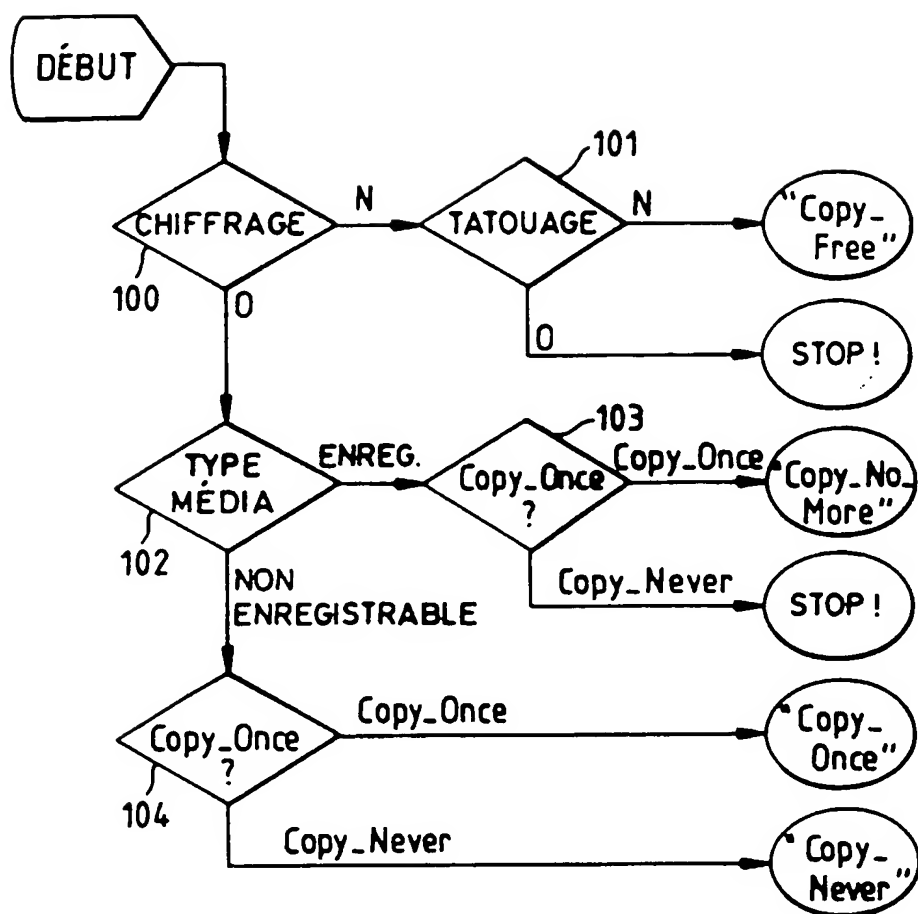 DÉBUT
101
CHIFFRAGE
N
TATOUAGE
N
"Copy_
Free"
100
O
O
STOP !
103
TYPE
MÉDIA
ENREG.
Copy_Once
?
Copy_Once
"Copy_No_
More"
102
NON
ENREGISTRABLE
Copy_Never
STOP !
Copy_Once
?
Copy_Once
"Copy_
Once"
104
Copy_Never
"Copy_
Never"